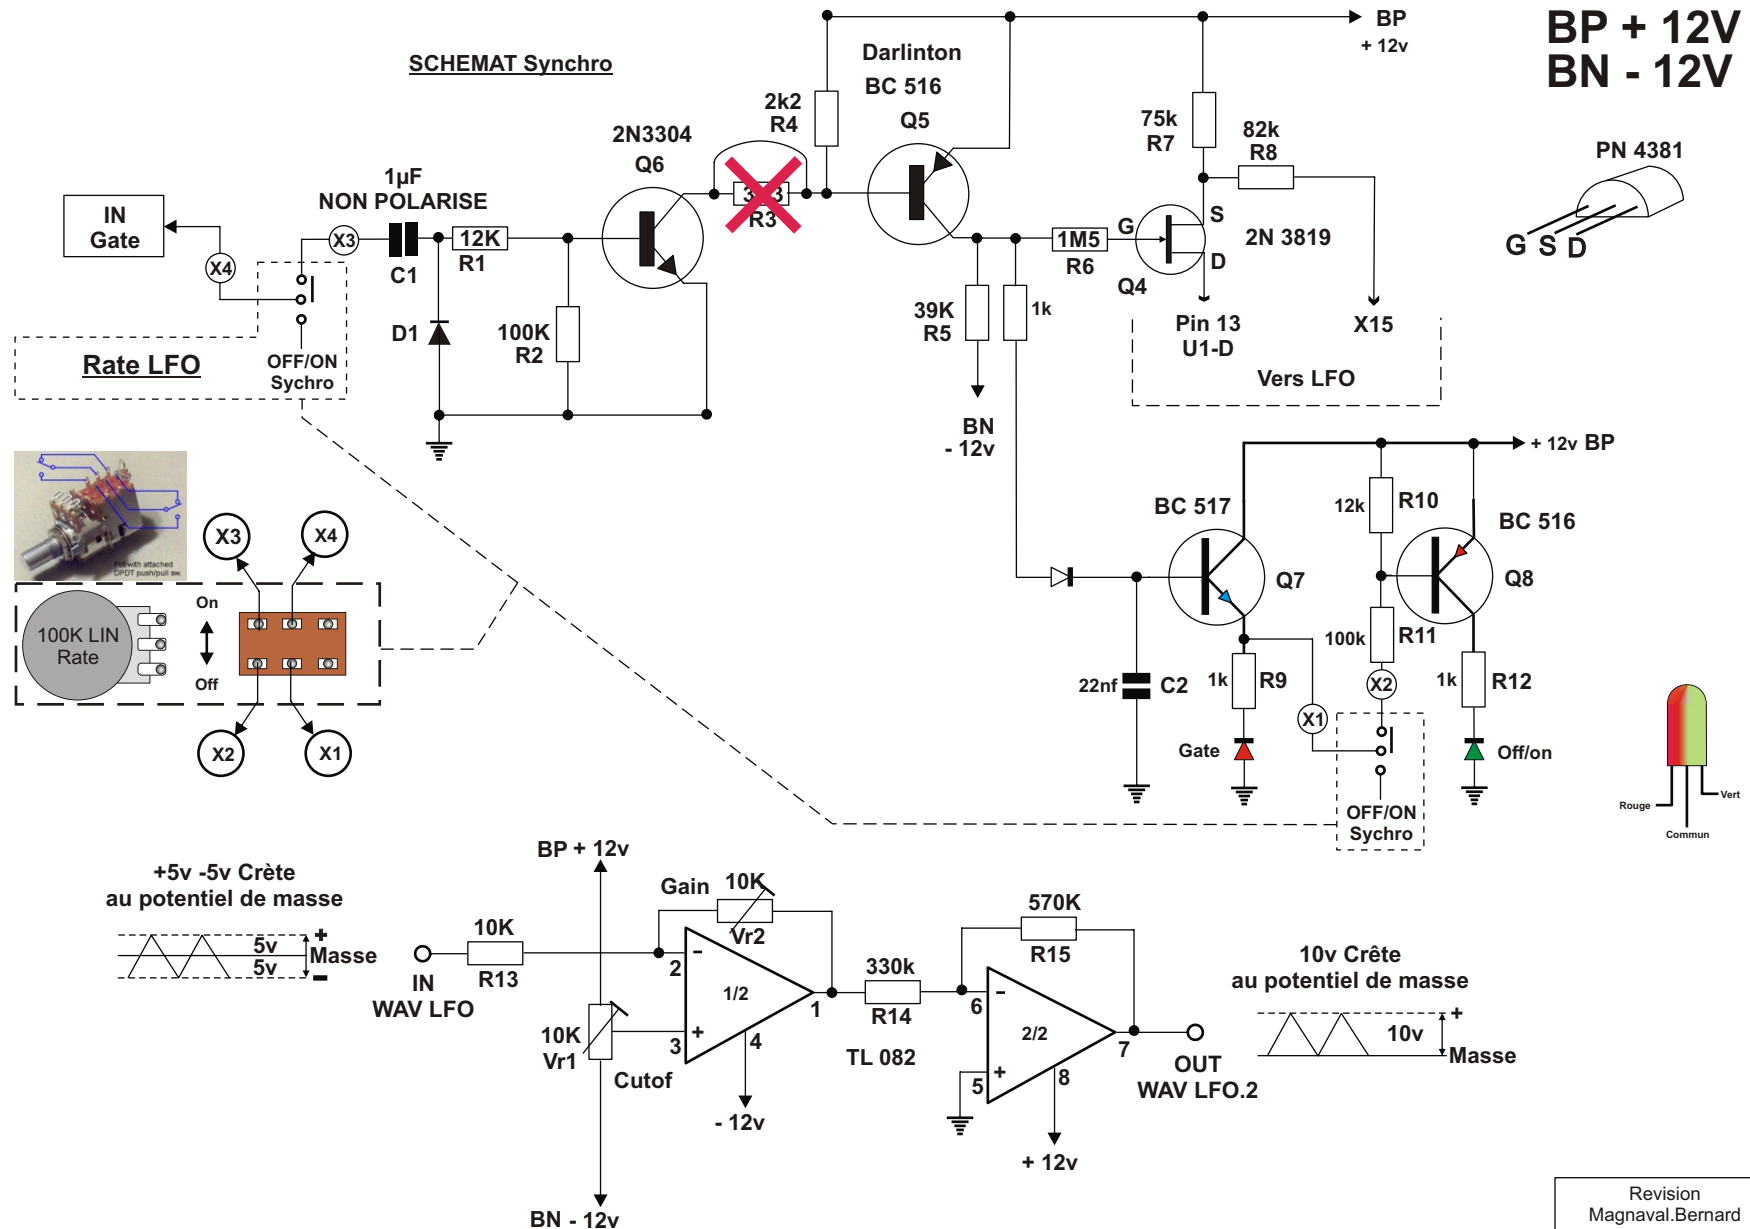 BP + 12V
BN - 12V
SCHEMAT Synchro
BP
+ 12v
Darlinton
BC 516
Q5
2k2
R4
2N3304
Q6
75k
R7
82k
R8
PN 4381
G S D
1µF
NON POLARISE
IN
Gate
X4
X3
C1
12K
R1
R3
G
S
D
2N 3819
Q4
1M5
R6
39K
R5
1k
D1
100K
R2
Rate LFO
OFF/ON
Sychro
Pin 13
U1-D
X15
Vers LFO
BN
- 12v
+ 12v BP
BC 517
Q7
12k
R10
BC 516
Q8
Pot with attached
DPDT push/pull sw.
X3
X4
100K LIN
Rate
On
Off
X2
X1
22nf
C2
1k
R9
100k
R11
X2
X1
1k
R12
Gate
Off/on
OFF/ON
Sychro
Rouge
Vert
Commun
+5v -5v Crète
au potentiel de masse
5v
5v
+
Masse
-
BP + 12v
Gain
10K
Vr2
10K
R13
IN
WAV LFO
2
-
1/2
1
+
3
4
10K
Vr1
Cutof
- 12v
BN - 12v
330k
R14
TL 082
570K
R15
6
-
2/2
7
+
5
8
+ 12v
OUT
WAV LFO.2
10v Crête
au potentiel de masse
+
10v
Masse
Revision
Magnaval.Bernard